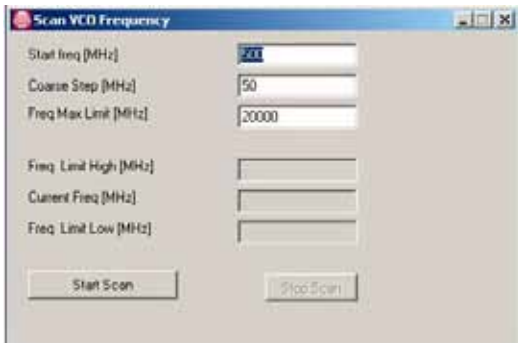 Scan VCO Frequency
Start freq [MHz] 500
Coarse Step [MHz] 50
Freq Max Limit [MHz] 20000
Freq Limit High [MHz]
Current Freq [MHz]
Freq Limit Low [MHz]
Start Scan Stop Scan